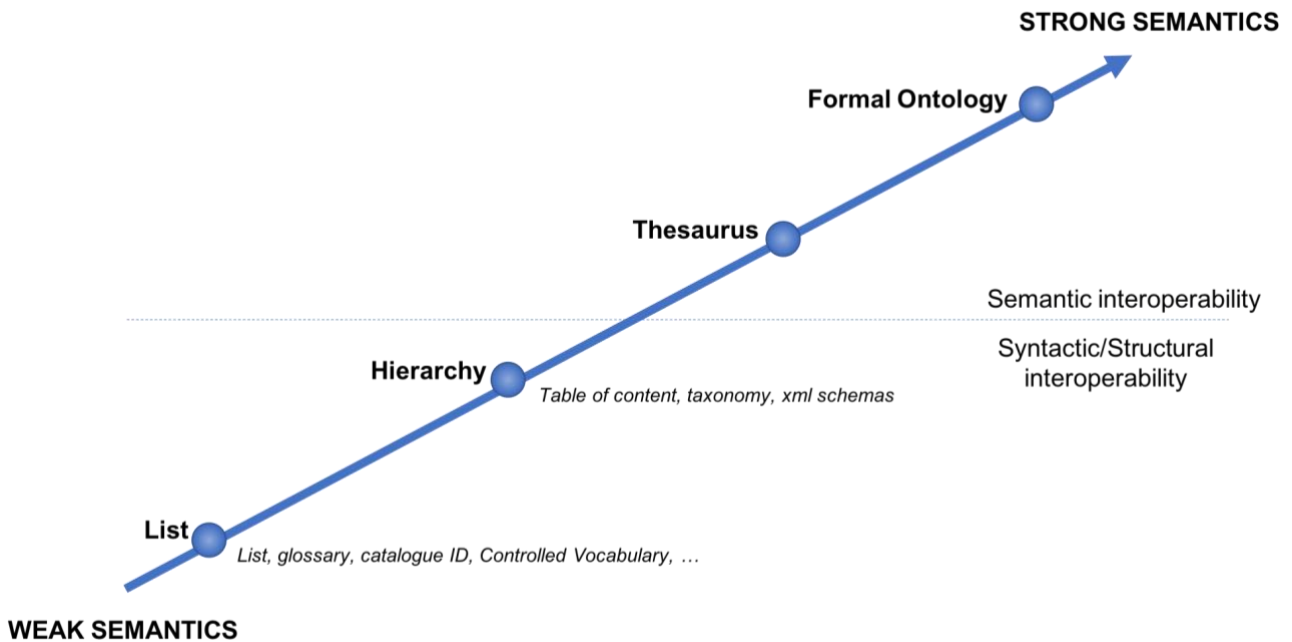 STRONG SEMANTICS
Formal Ontology
Thesaurus
Semantic interoperability
Syntactic/Structural
interoperability
Hierarchy
Table of content, taxonomy, xml schemas
List
List, glossary, catalogue ID, Controlled Vocabulary, …
WEAK SEMANTICS